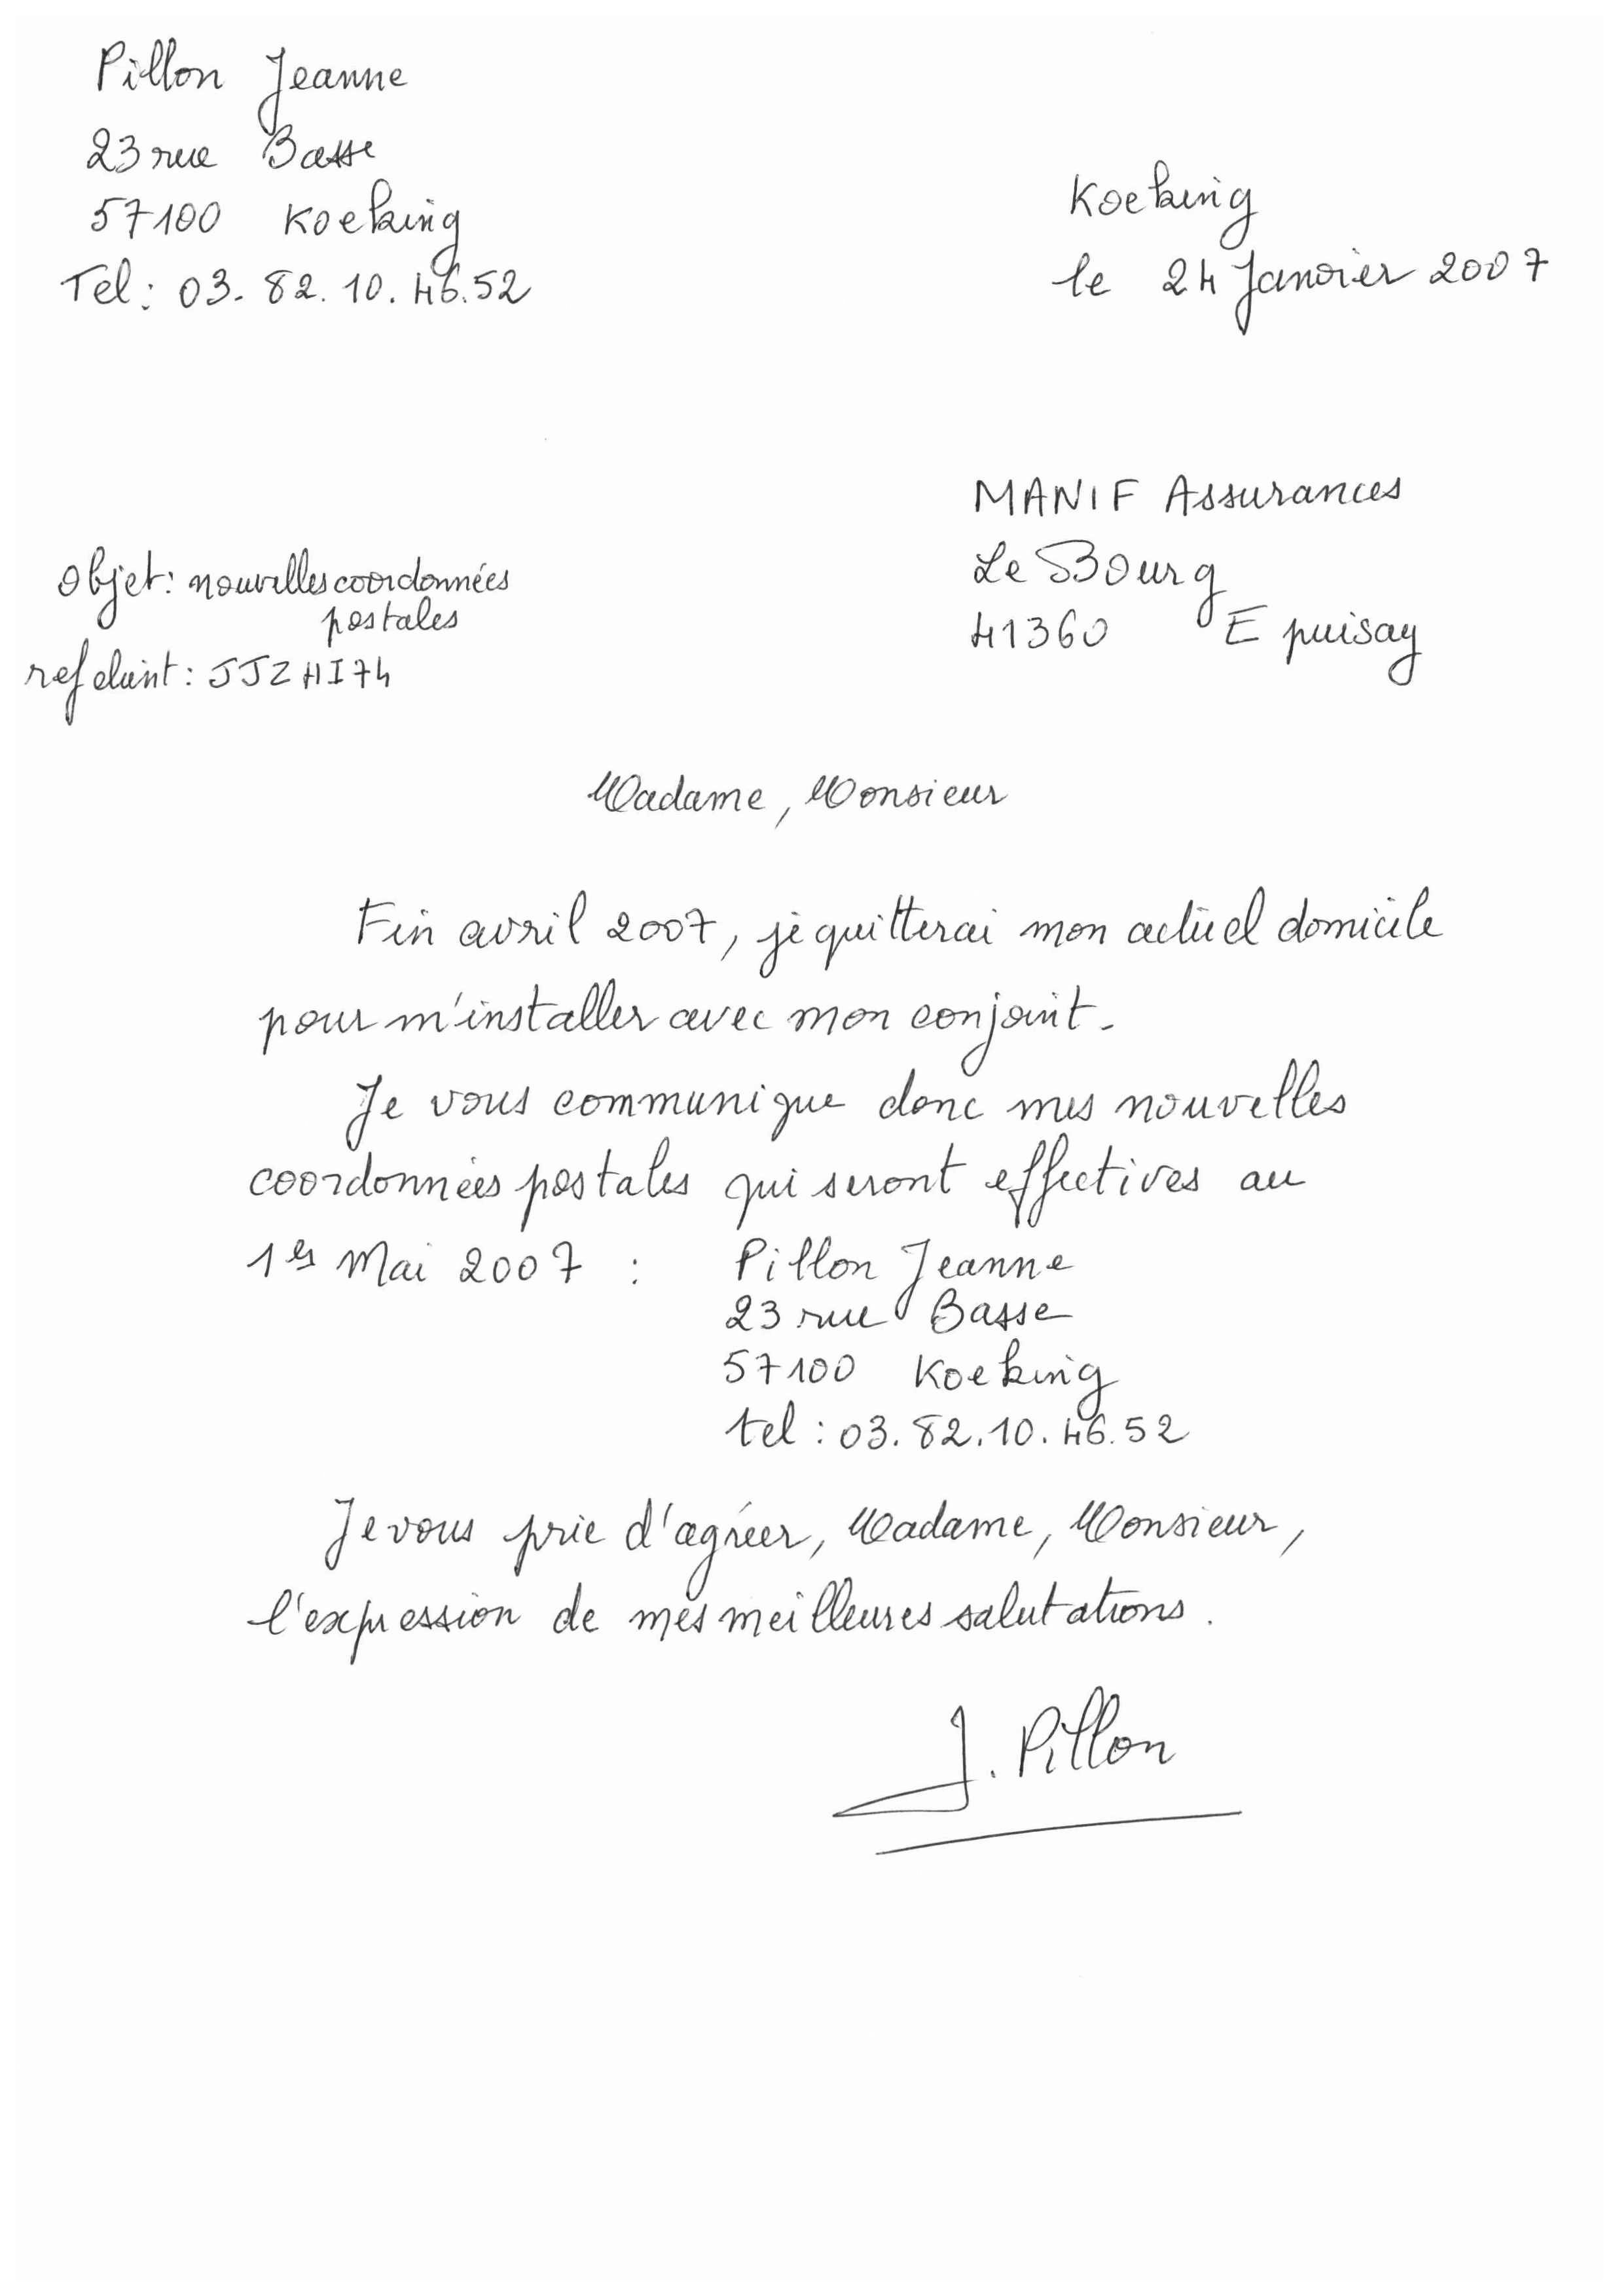 Pillon Jeanne
23 rue Basse
57100 Koeking
Tel: 03.82.10.46.52
Koeking
le 24 Janvier 2007
MANIF Assurances
Le Bourg
41360 Epuisay
Objet: nouvelles coordonnées
postales
ref client: JJZHI74
Madame, Monsieur
Fin avril 2007, je quitterai mon actuel domicile
pour m'installer avec mon conjoint.
Je vous communique donc mes nouvelles
coordonnées postales qui seront effectives au
1er Mai 2007 : Pillon Jeanne
23 rue Basse
57100 Koeking
tel : 03.82.10.46.52
Je vous prie d'agréer, Madame, Monsieur,
l'expression de mes meilleures salutations.
J. Pillon